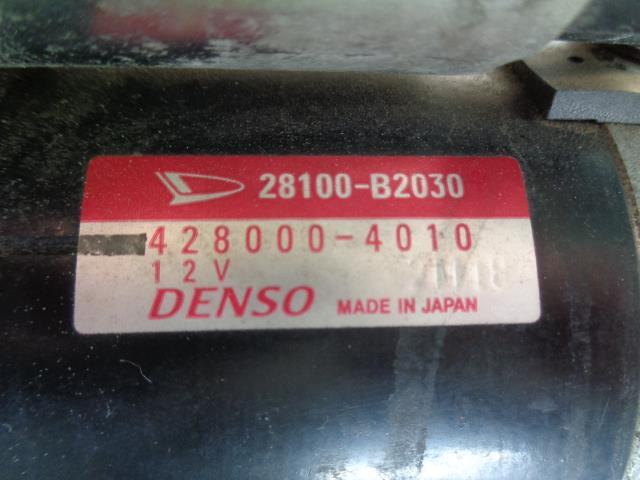 28100-B2030
428000-4010
12V
DENSO MADE IN JAPAN